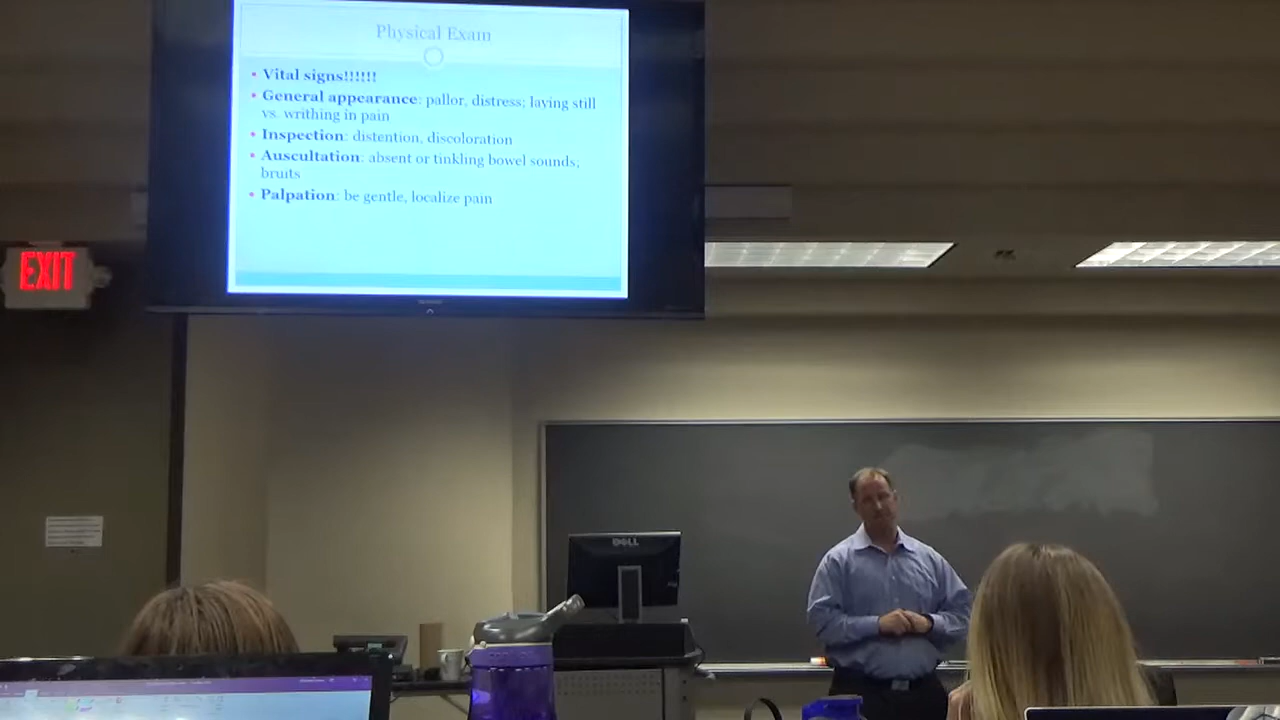 Physical Exam
• Vital signs!!!!!!
• General appearance: pallor, distress; laying still
vs. writhing in pain
• Inspection: distention, discoloration
• Auscultation: absent or tinkling bowel sounds;
bruits
• Palpation: be gentle, localize pain
EXIT
DELL